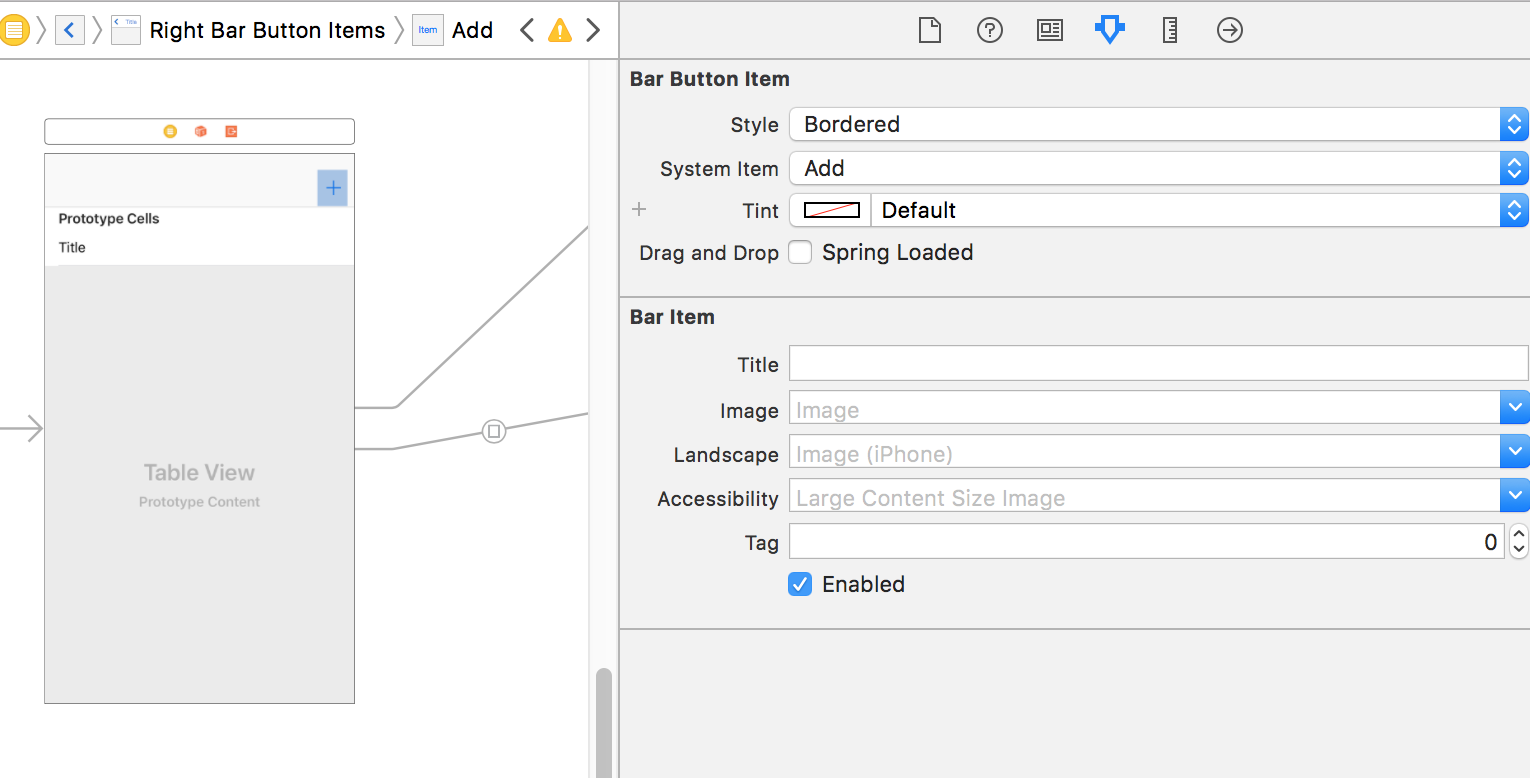 Right Bar Button Items
Item
Add
Title
Prototype Cells
Title
Table View
Prototype Content
Bar Button Item
Style Bordered
System Item Add
Tint Default
Drag and Drop Spring Loaded
Bar Item
Title
Image Image
Landscape Image (iPhone)
Accessibility Large Content Size Image
Tag 0
Enabled